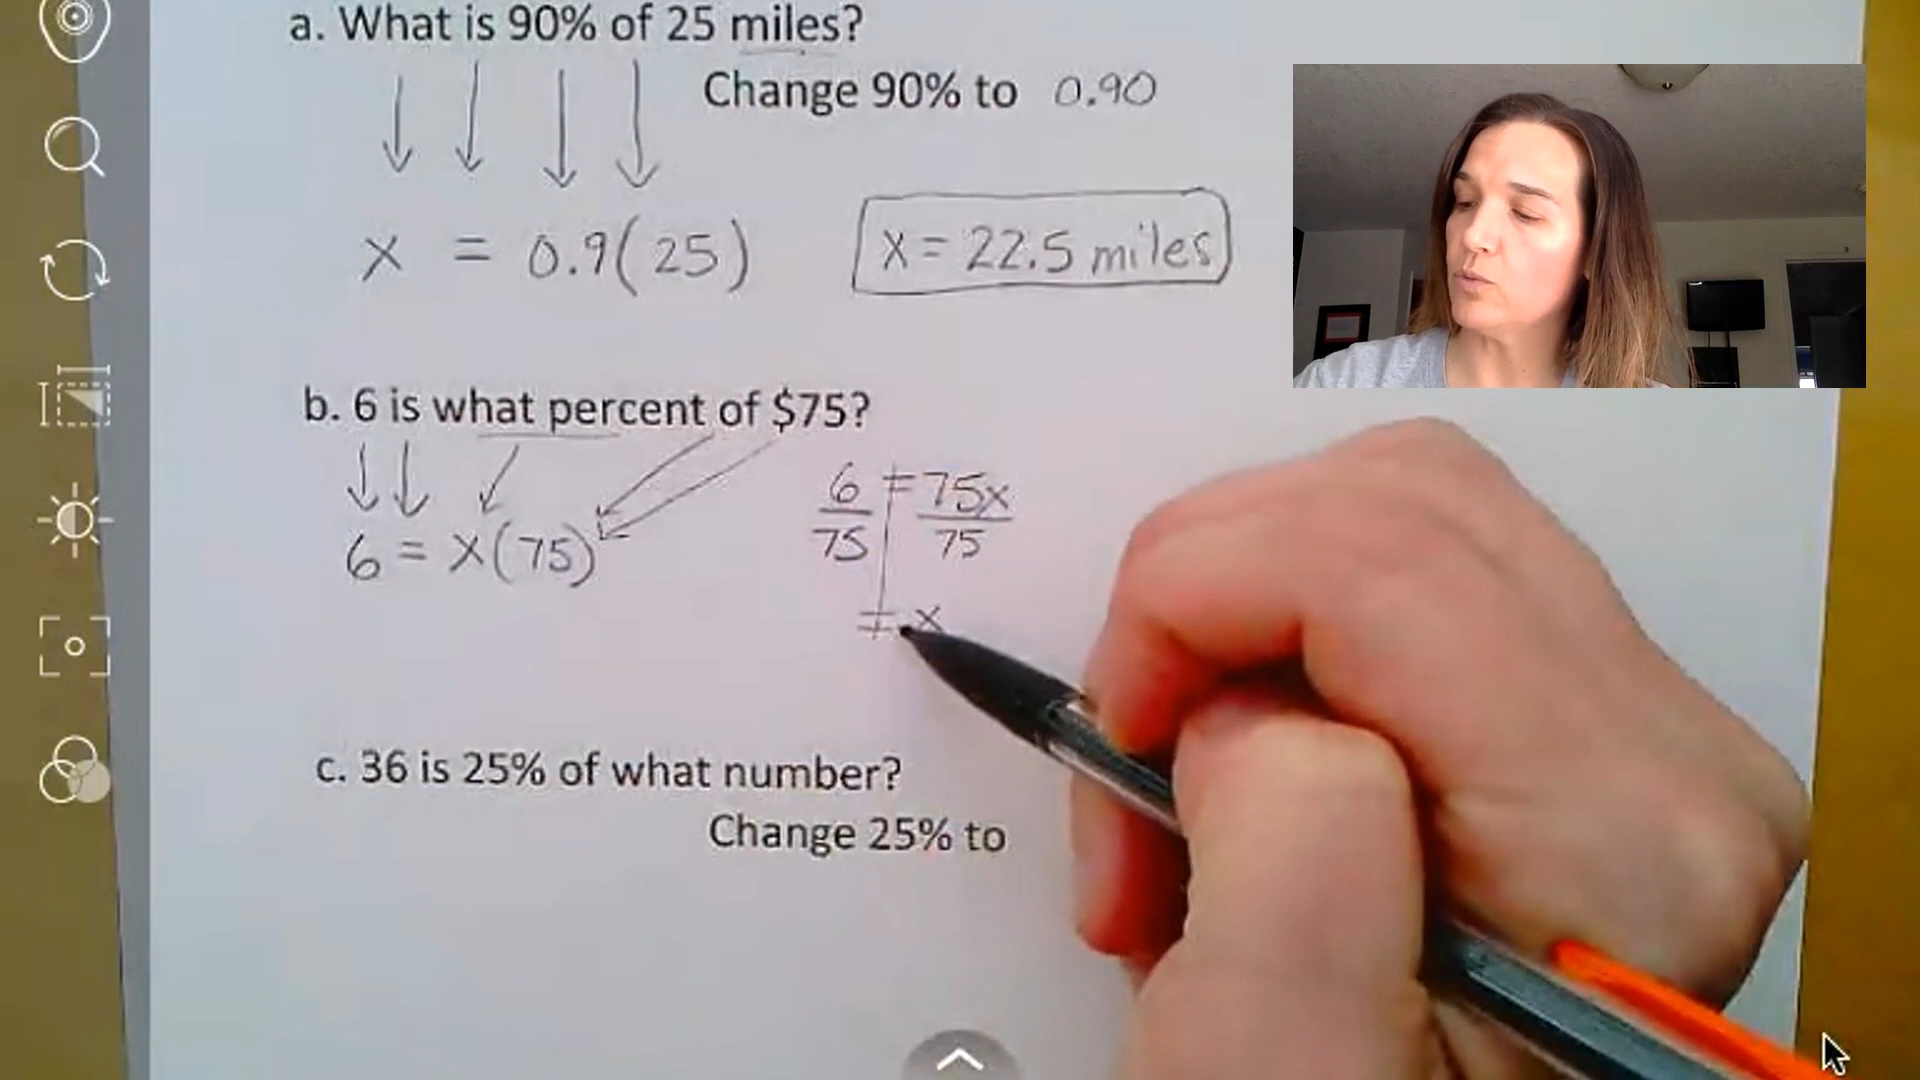 a. What is 90% of 25 miles?
Change 90% to 0.90
x = 0.9(25)
x = 22.5 miles
b. 6 is what percent of $75?
6 = x(75)
6 = 75x
75 75
= x
c. 36 is 25% of what number?
Change 25% to